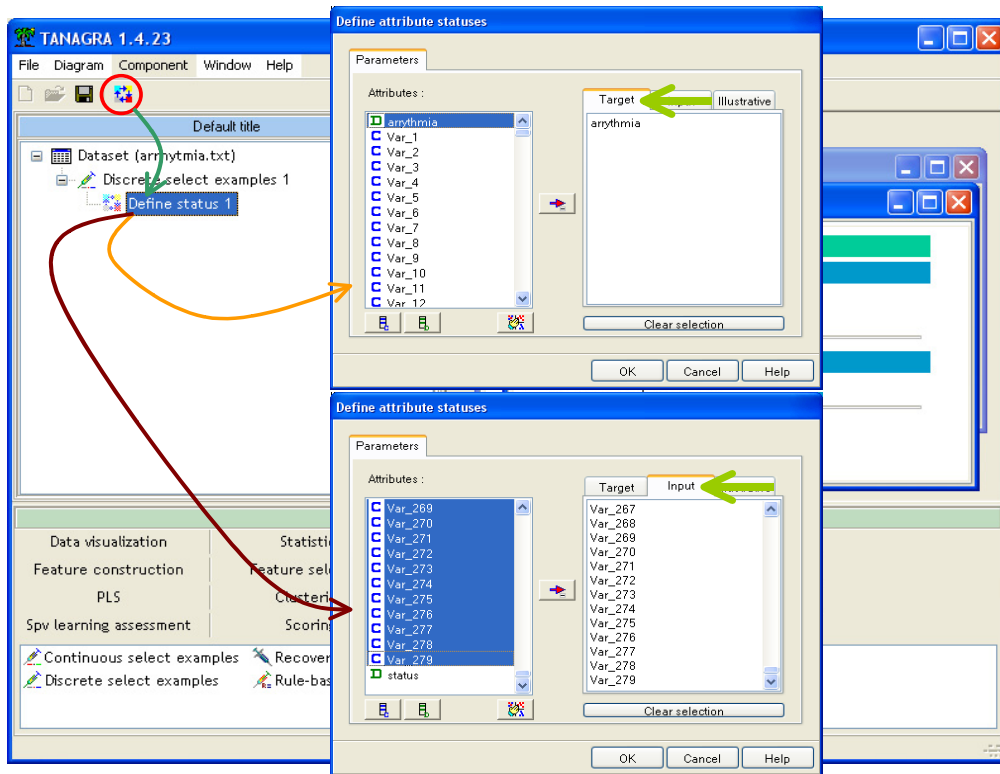 TANAGRA 1.4.23
File Diagram Component Window Help
Default title
Dataset (arrhytmia.txt)
Discrete select examples 1
Define status 1
Define attribute statuses
Parameters
Attributes :
Target
Illustrative
arrythmia
Var_1
Var_2
Var_3
Var_4
Var_5
Var_6
Var_7
Var_8
Var_9
Var_10
Var_11
Var_12
arrythmia
Clear selection
OK Cancel Help
Define attribute statuses
Parameters
Attributes :
Target Input
Var_269
Var_270
Var_271
Var_272
Var_273
Var_274
Var_275
Var_276
Var_277
Var_278
Var_279
status
Var_267
Var_268
Var_269
Var_270
Var_271
Var_272
Var_273
Var_274
Var_275
Var_276
Var_277
Var_278
Var_279
Clear selection
OK Cancel Help
Data visualization Statisti
Feature construction Feature sele
PLS Clusteri
Spv learning assessment Scoring
Continuous select examples Recover
Discrete select examples Rule-bas